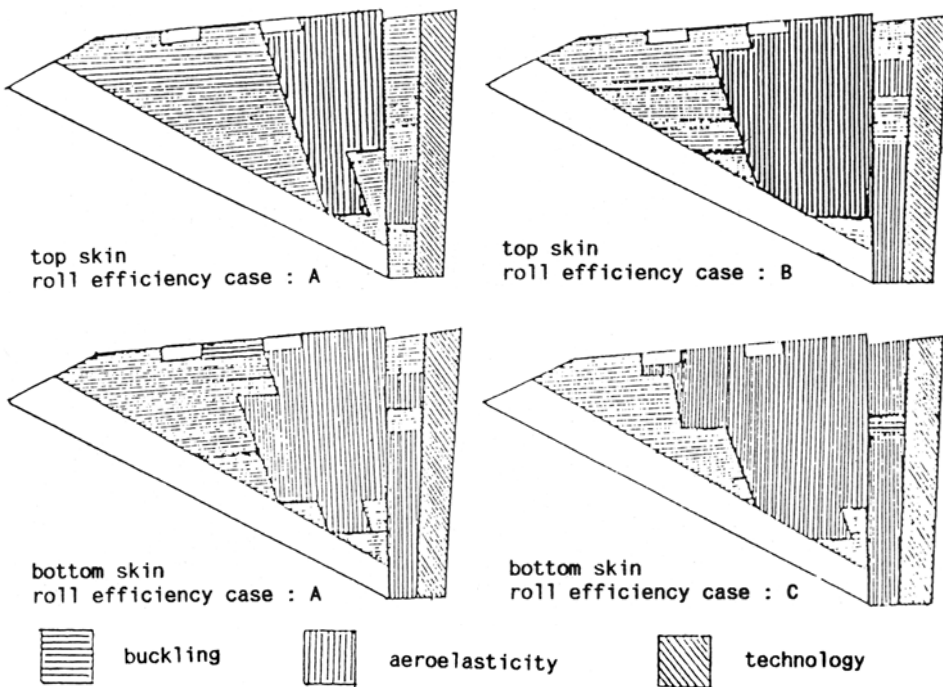 top skin
roll efficiency case : A
top skin
roll efficiency case : B
bottom skin
roll efficiency case : A
bottom skin
roll efficiency case : C
buckling
aeroelasticity
technology